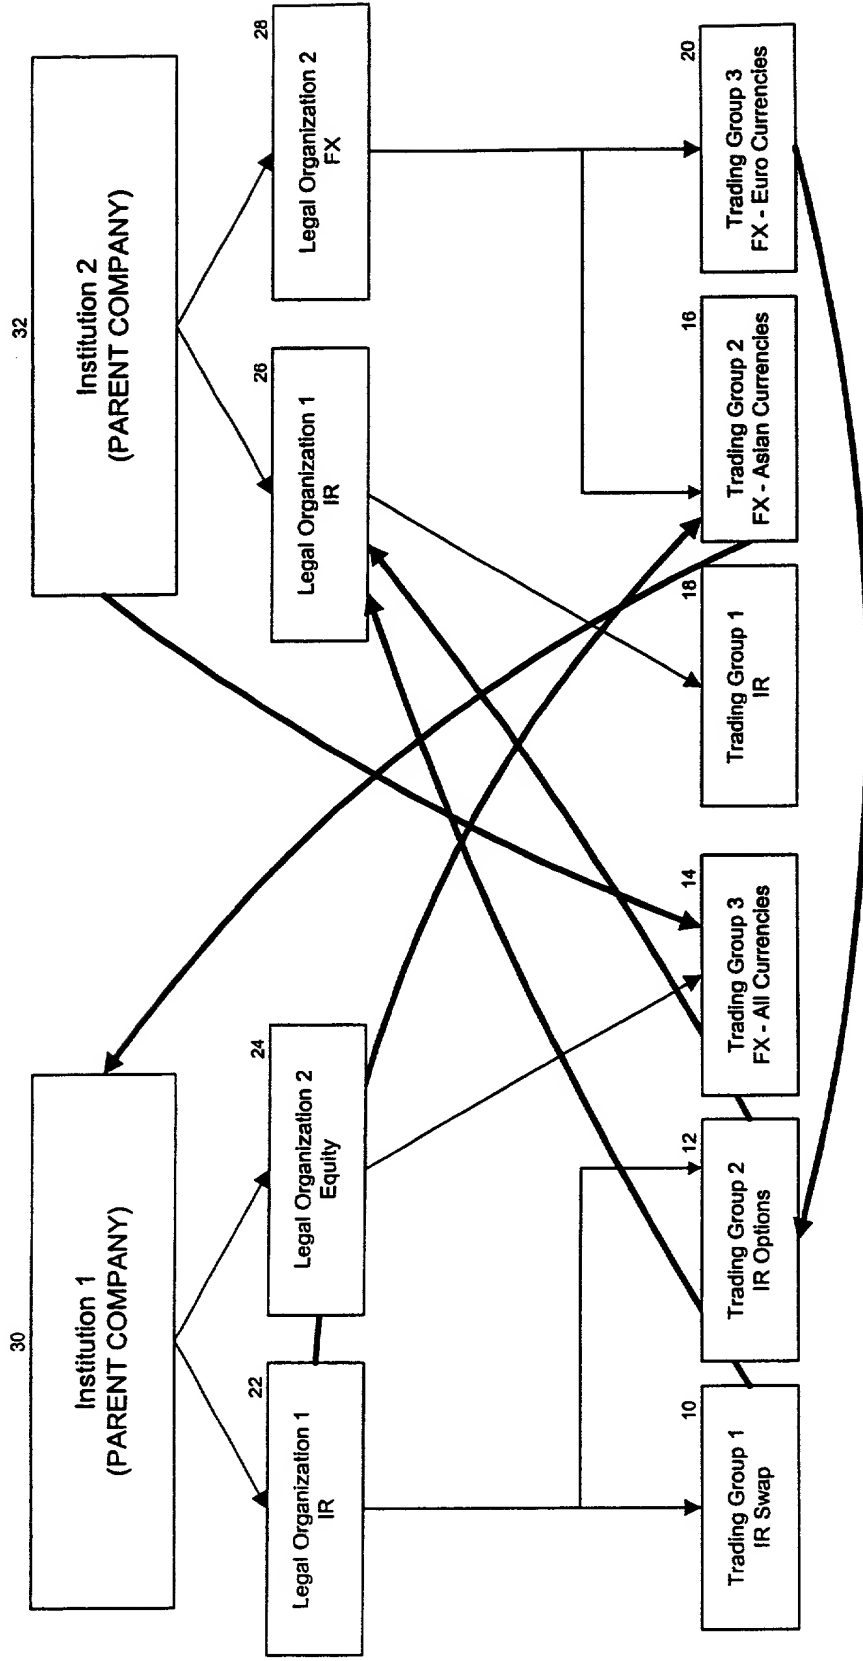 30
Institution 1
(PARENT COMPANY)
32
Institution 2
(PARENT COMPANY)
22
Legal Organization 1
IR
24
Legal Organization 2
Equity
26
Legal Organization 1
IR
28
Legal Organization 2
FX
10
Trading Group 1
IR Swap
12
Trading Group 2
IR Options
14
Trading Group 3
FX - All Currencies
18
Trading Group 1
IR
16
Trading Group 2
FX - Asian Currencies
20
Trading Group 3
FX - Euro Currencies